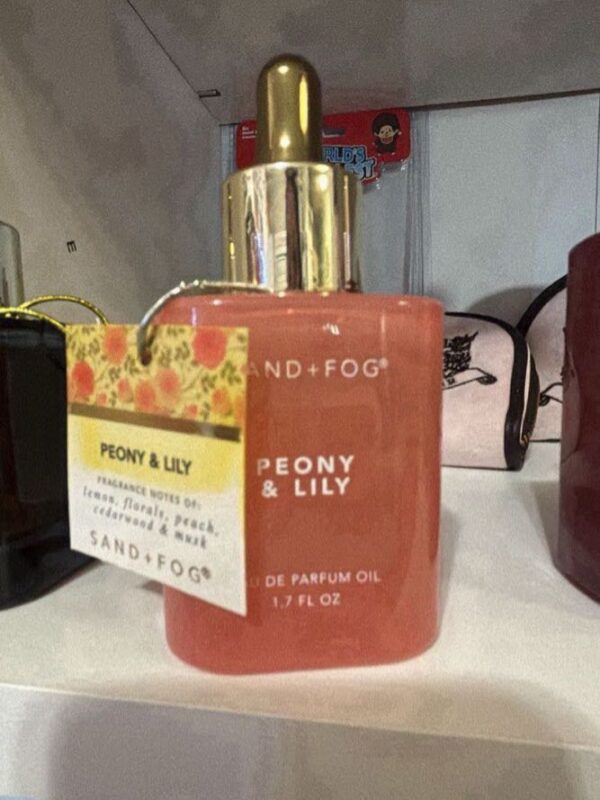 PEONY & LILY
FRAGRANCE NOTES OF:
lemon, florals, peach,
cedarwood & musk
SAND+FOG®
AND+FOG®
PEONY
& LILY
DE PARFUM OIL
1.7 FL OZ